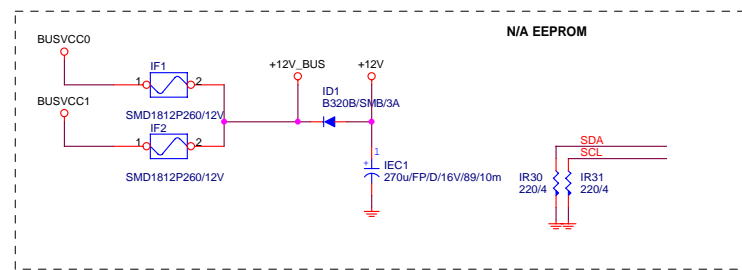 N/A EEPROM
BUSVCC0
IF1
1 2
SMD1812P260/12V
BUSVCC1
IF2
1 2
SMD1812P260/12V
+12V_BUS
+12V
ID1
B320B/SMB/3A
1
+
IEC1
270u/FP/D/16V/89/10m
SDA
SCL
IR30
220/4
IR31
220/4